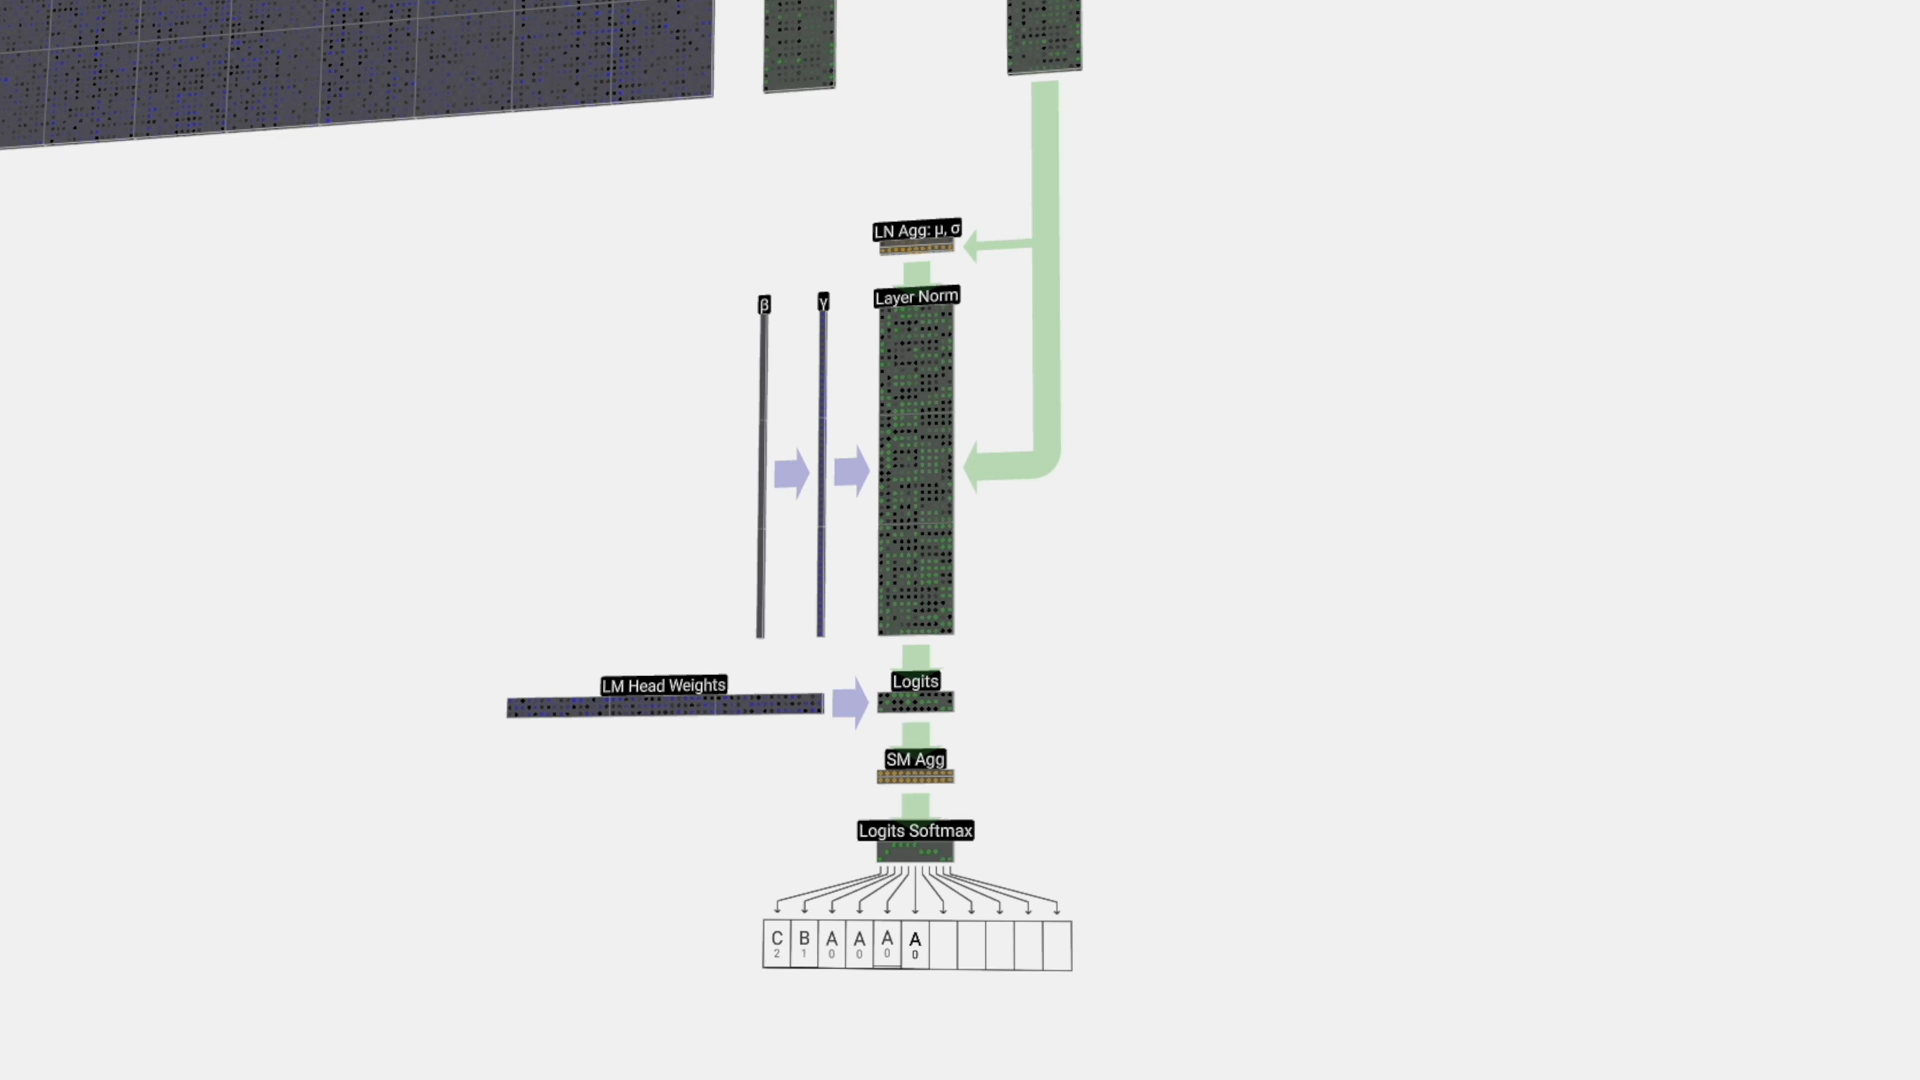 LN Agg: μ, σ
β
γ
Layer Norm
LM Head Weights
Logits
SM Agg
Logits Softmax
C B A A A A
2 1 0 0 0 0